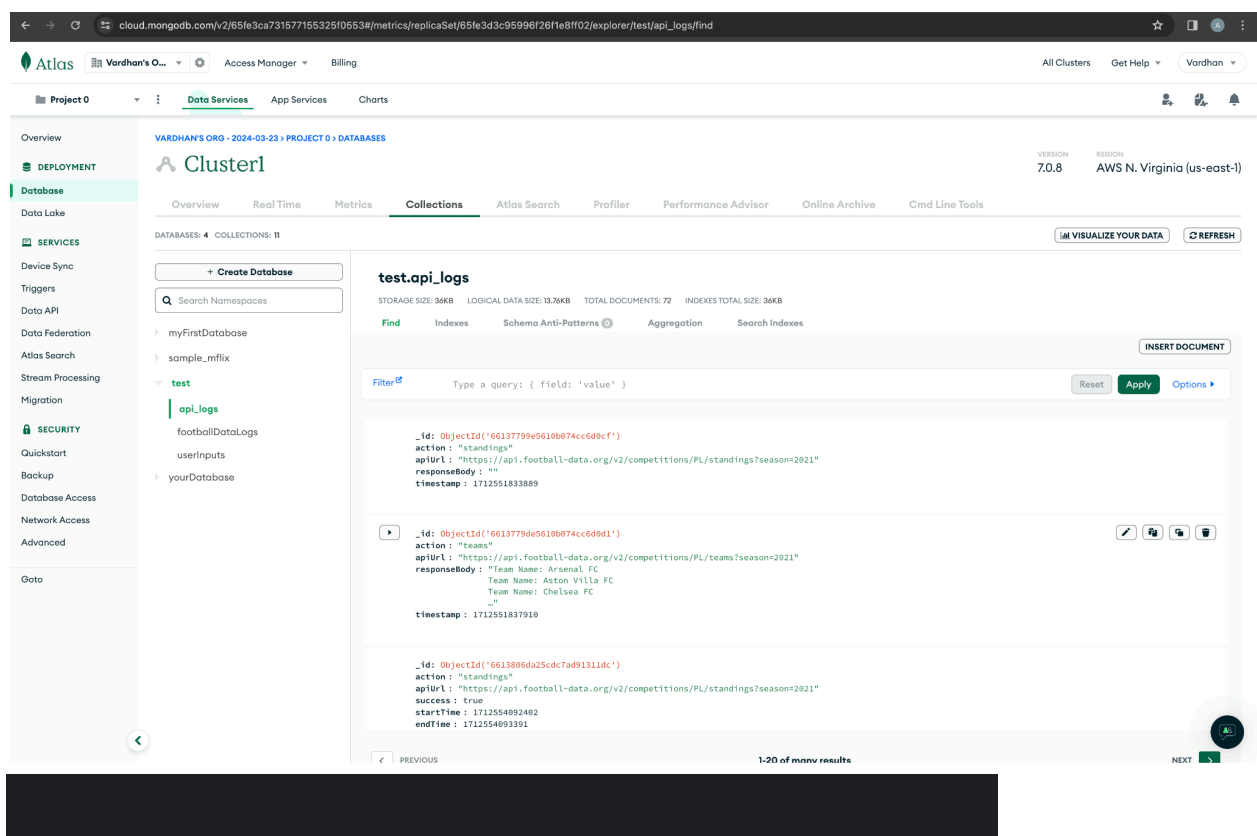 cloud.mongodb.com/v2/65fe3ca731577155325f0553#/metrics/replicaSet/65fe3d3c95996f26f1e8ff02/explorer/test/api_logs/find
A
Atlas
Vardhan's O...
Access Manager
Billing
All Clusters
Get Help
Vardhan
Project 0
Data Services
App Services
Charts
Overview
DEPLOYMENT
Database
Data Lake
SERVICES
Device Sync
Triggers
Data API
Data Federation
Atlas Search
Stream Processing
Migration
SECURITY
Quickstart
Backup
Database Access
Network Access
Advanced
Goto
VARDHAN'S ORG - 2024-03-23 > PROJECT 0 > DATABASES
Cluster1
VERSION
7.0.8
REGION
AWS N. Virginia (us-east-1)
Overview
Real Time
Metrics
Collections
Atlas Search
Profiler
Performance Advisor
Online Archive
Cmd Line Tools
DATABASES: 4 COLLECTIONS: 11
VISUALIZE YOUR DATA
REFRESH
+ Create Database
Search Namespaces
myFirstDatabase
sample_mflix
test
api_logs
footballDataLogs
userInputs
yourDatabase
test.api_logs
STORAGE SIZE: 36KB LOGICAL DATA SIZE: 13.76KB TOTAL DOCUMENTS: 72 INDEXES TOTAL SIZE: 36KB
Find
Indexes
Schema Anti-Patterns 0
Aggregation
Search Indexes
INSERT DOCUMENT
Filter
Type a query: { field: 'value' }
Reset
Apply
Options
_id: ObjectId('66137799e5610b074cc6d0cf')
action : "standings"
apiUrl : "https://api.football-data.org/v2/competitions/PL/standings?season=2021"
responseBody : ""
timestamp : 1712551833889
_id: ObjectId('6613779de5610b074cc6d0d1')
action : "teams"
apiUrl : "https://api.football-data.org/v2/competitions/PL/teams?season=2021"
responseBody : "Team Name: Arsenal FC
Team Name: Aston Villa FC
Team Name: Chelsea FC
…"
timestamp : 1712551837910
_id: ObjectId('6613806da25cdc7ad91311dc')
action : "standings"
apiUrl : "https://api.football-data.org/v2/competitions/PL/standings?season=2021"
success : true
startTime : 1712554092402
endTime : 1712554093391
PREVIOUS
1-20 of many results
NEXT